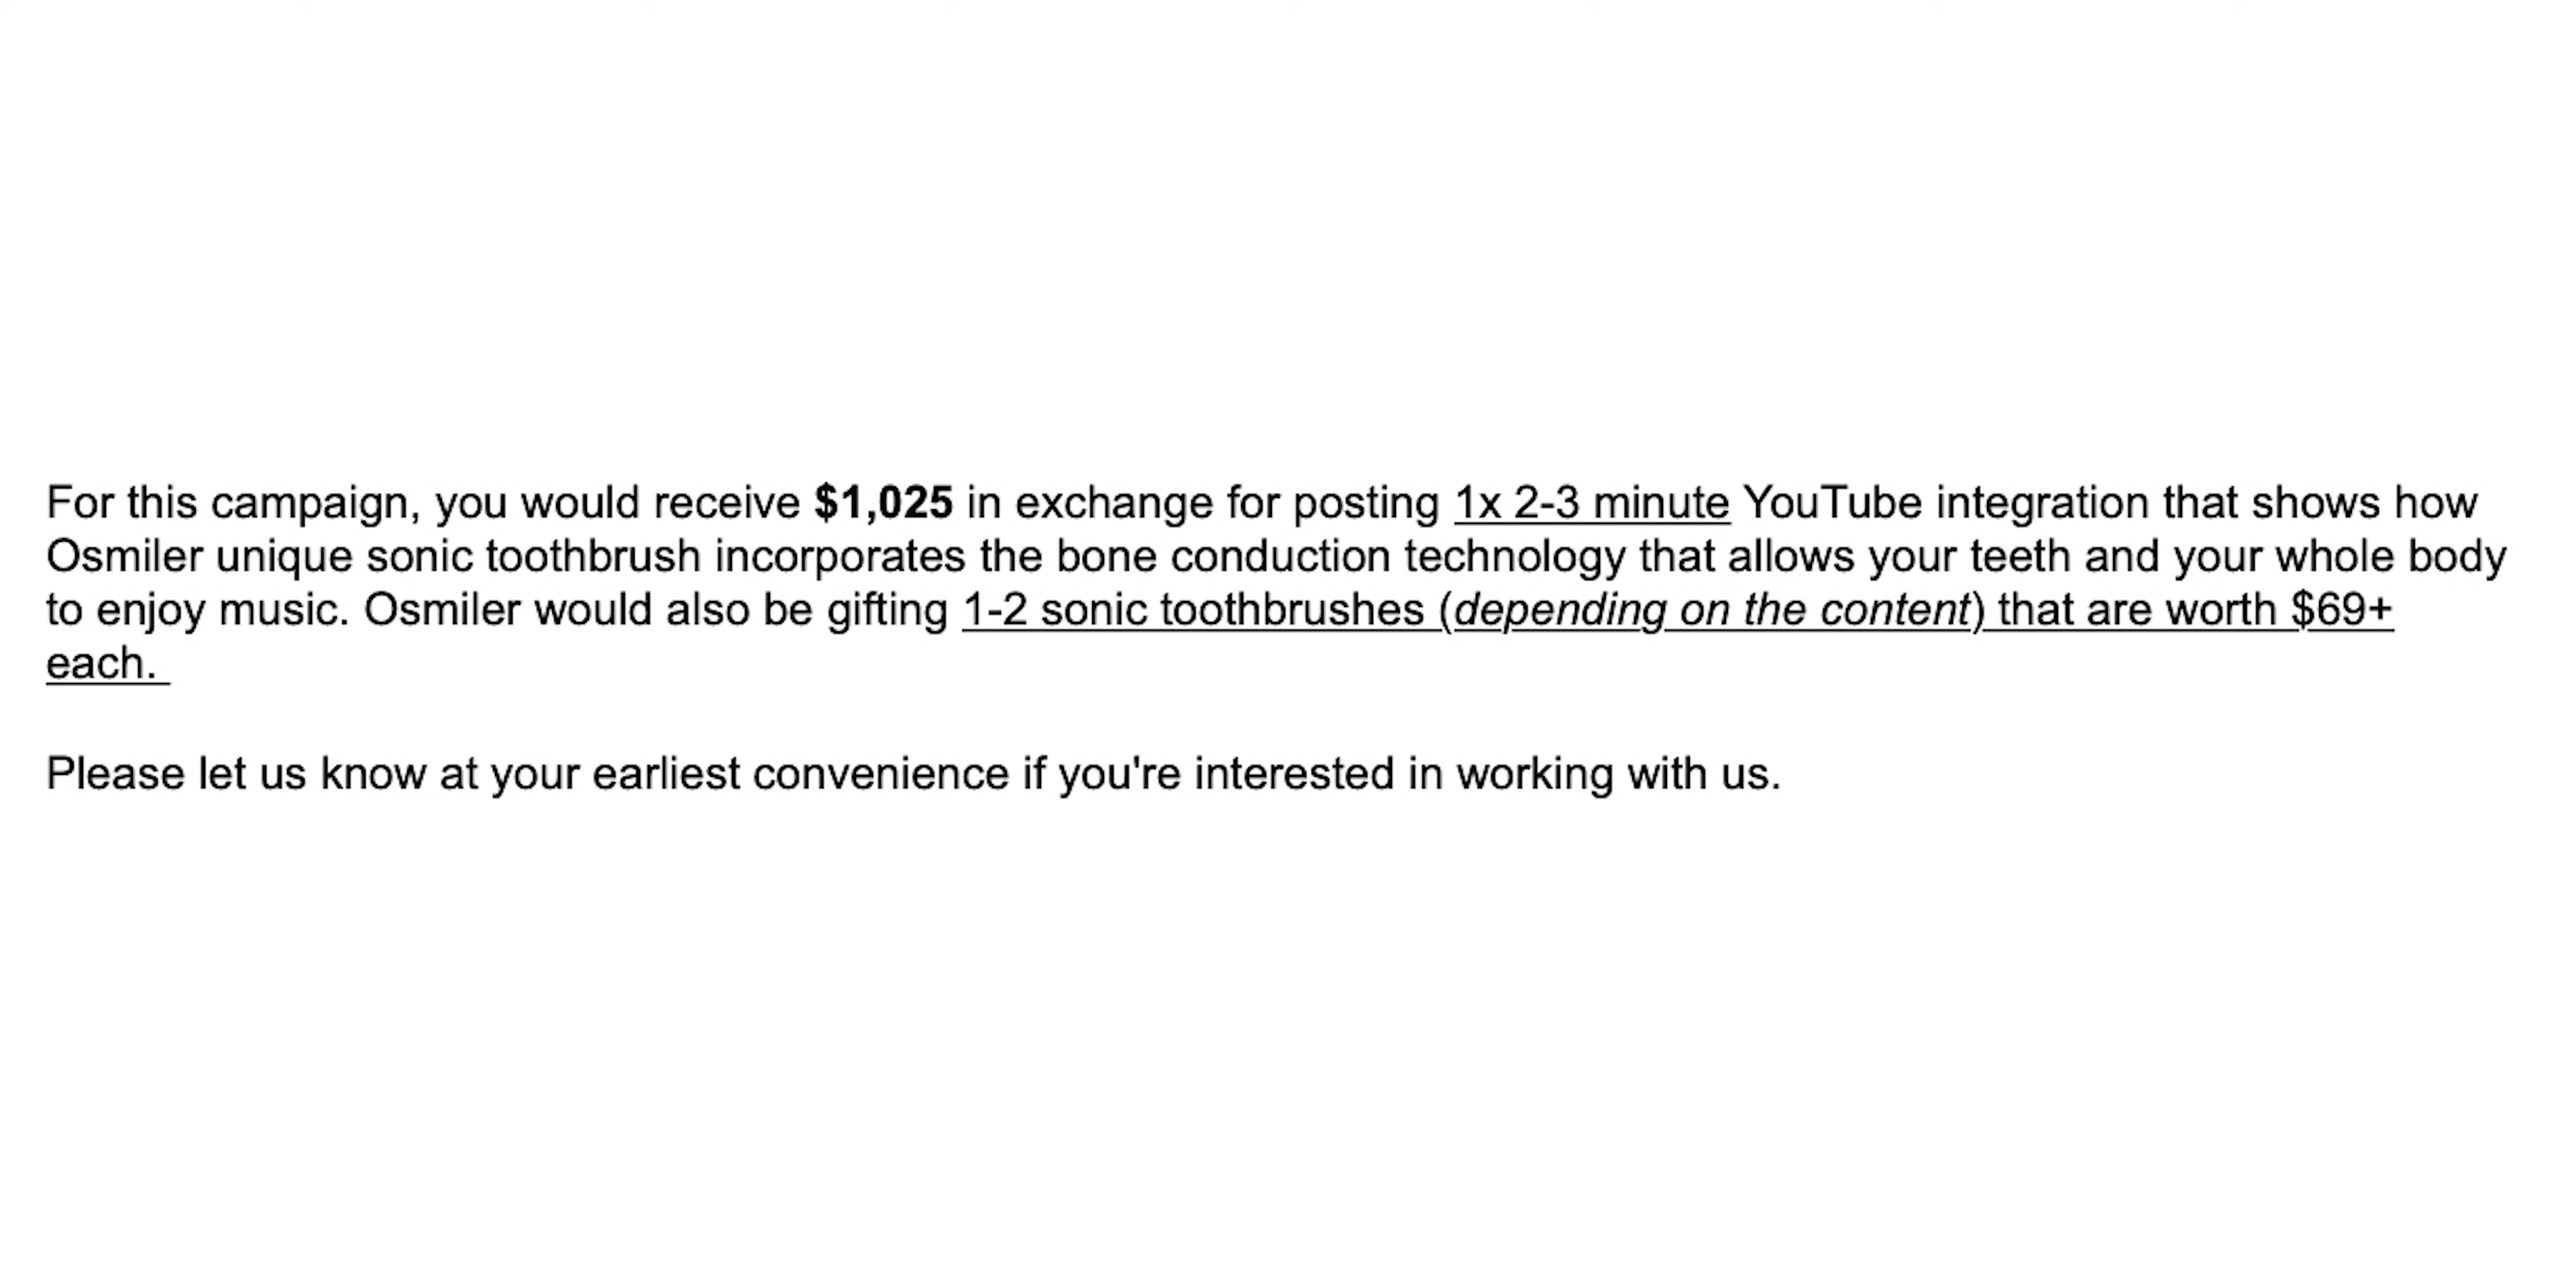 For this campaign, you would receive $1,025 in exchange for posting 1x 2-3 minute YouTube integration that shows how
Osmiler unique sonic toothbrush incorporates the bone conduction technology that allows your teeth and your whole body
to enjoy music. Osmiler would also be gifting 1-2 sonic toothbrushes (depending on the content) that are worth $69+
each.
Please let us know at your earliest convenience if you're interested in working with us.